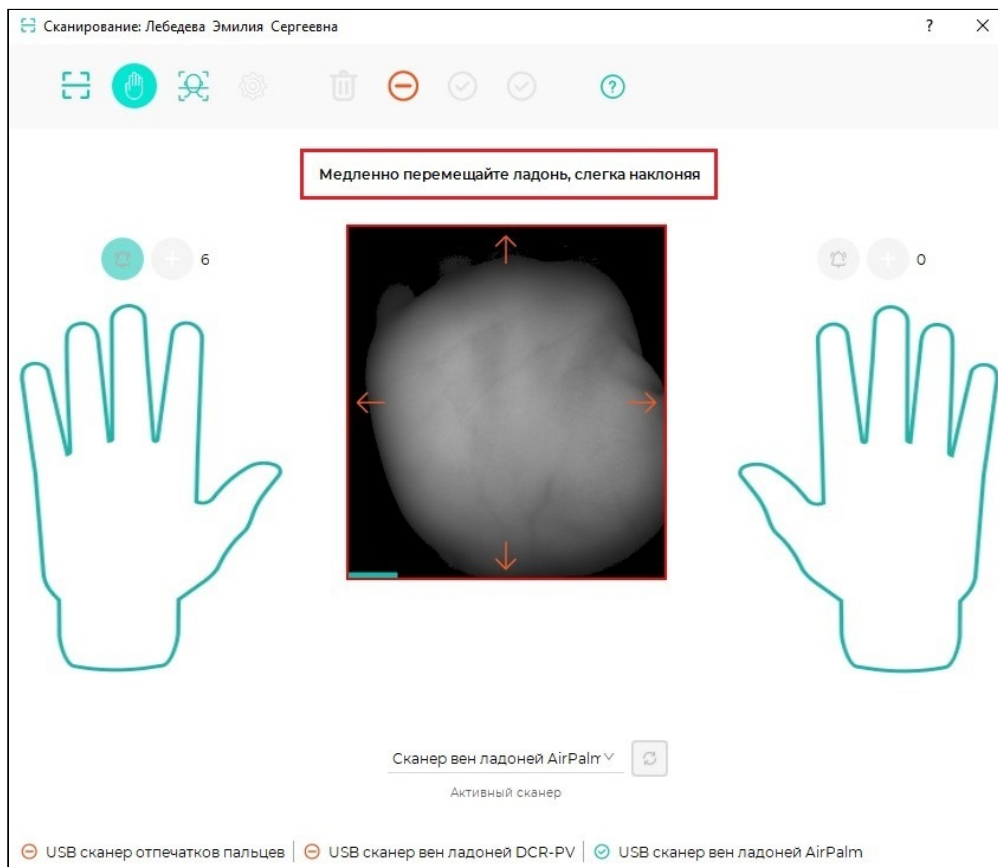 Сканирование: Лебедева Эмилия Сергеевна
?
Медленно перемещайте ладонь, слегка наклоняя
6
0
Сканер вен ладоней AirPalm
Активный сканер
USB сканер отпечатков пальцев USB сканер вен ладоней DCR-PV USB сканер вен ладоней AirPalm